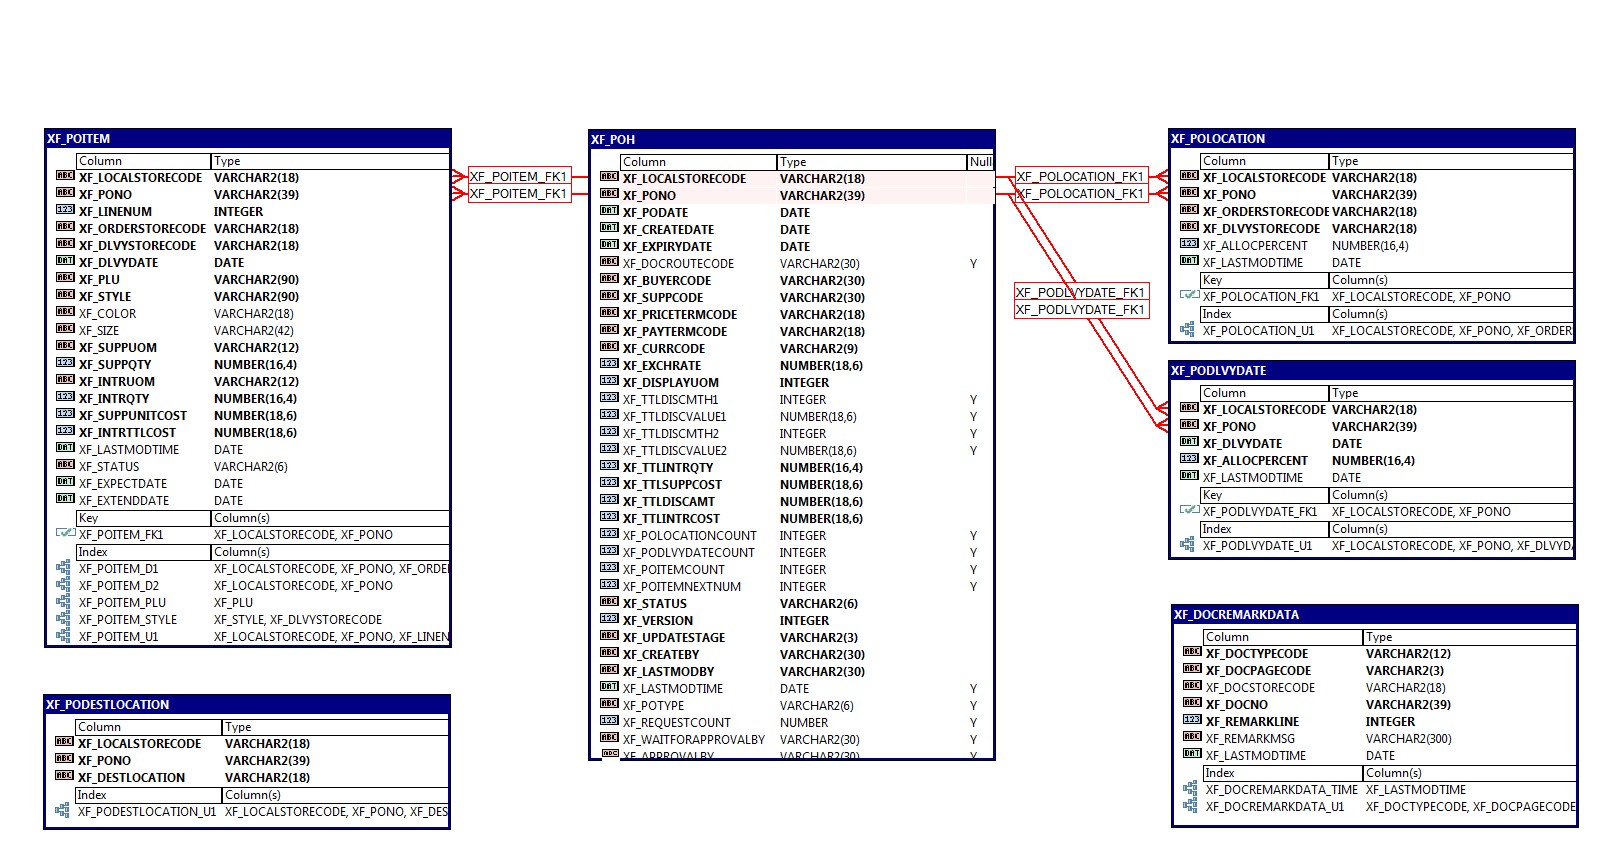 XF_POITEM
Column Type
XF_LOCALSTORECODE VARCHAR2(18)
XF_PONO VARCHAR2(39)
XF_LINENUM INTEGER
XF_ORDERSTORECODE VARCHAR2(18)
XF_DLVYSTORECODE VARCHAR2(18)
XF_DLVYDATE DATE
XF_PLU VARCHAR2(90)
XF_STYLE VARCHAR2(90)
XF_COLOR VARCHAR2(18)
XF_SIZE VARCHAR2(42)
XF_SUPPUOM VARCHAR2(12)
XF_SUPPQTY NUMBER(16,4)
XF_INTRUOM VARCHAR2(12)
XF_INTRQTY NUMBER(16,4)
XF_SUPPUNITCOST NUMBER(18,6)
XF_INTRTTLCOST NUMBER(18,6)
XF_LASTMODTIME DATE
XF_STATUS VARCHAR2(6)
XF_EXPECTDATE DATE
XF_EXTENDDATE DATE
Key Column(s)
XF_POITEM_FK1 XF_LOCALSTORECODE, XF_PONO
Index Column(s)
XF_POITEM_D1 XF_LOCALSTORECODE, XF_PONO, XF_ORDEI
XF_POITEM_D2 XF_LOCALSTORECODE, XF_PONO
XF_POITEM_PLU XF_PLU
XF_POITEM_STYLE XF_STYLE, XF_DLVYSTORECODE
XF_POITEM_U1 XF_LOCALSTORECODE, XF_PONO, XF_LINEN
XF_PODESTLOCATION
Column Type
XF_LOCALSTORECODE VARCHAR2(18)
XF_PONO VARCHAR2(39)
XF_DESTLOCATION VARCHAR2(18)
Index Column(s)
XF_PODESTLOCATION_U1 XF_LOCALSTORECODE, XF_PONO, XF_DES
XF_POITEM_FK1
XF_POITEM_FK1
XF_POH
Column Type Null
XF_LOCALSTORECODE VARCHAR2(18)
XF_PONO VARCHAR2(39)
XF_PODATE DATE
XF_CREATEDATE DATE
XF_EXPIRYDATE DATE
XF_DOCROUTECODE VARCHAR2(30) Y
XF_BUYERCODE VARCHAR2(30)
XF_SUPPCODE VARCHAR2(30)
XF_PRICETERMCODE VARCHAR2(18)
XF_PAYTERMCODE VARCHAR2(18)
XF_CURRCODE VARCHAR2(9)
XF_EXCHRATE NUMBER(18,6)
XF_DISPLAYUOM INTEGER
XF_TTLDISCMTH1 INTEGER Y
XF_TTLDISCVALUE1 NUMBER(18,6) Y
XF_TTLDISCMTH2 INTEGER Y
XF_TTLDISCVALUE2 NUMBER(18,6) Y
XF_TTLINTRQTY NUMBER(16,4)
XF_TTLSUPPCOST NUMBER(18,6)
XF_TTLDISCAMT NUMBER(18,6)
XF_TTLINTRCOST NUMBER(18,6)
XF_POLOCATIONCOUNT INTEGER Y
XF_PODLVYDATECOUNT INTEGER Y
XF_POITEMCOUNT INTEGER Y
XF_POITEMNEXTNUM INTEGER Y
XF_STATUS VARCHAR2(6)
XF_VERSION INTEGER
XF_UPDATESTAGE VARCHAR2(3)
XF_CREATEBY VARCHAR2(30)
XF_LASTMODBY VARCHAR2(30)
XF_LASTMODTIME DATE Y
XF_POTYPE VARCHAR2(6) Y
XF_REQUESTCOUNT NUMBER Y
XF_WAITFORAPPROVALBY VARCHAR2(30) Y
XF_APPROVALBY VARCHAR2(30) Y
XF_POLOCATION_FK1
XF_POLOCATION_FK1
XF_PODLVYDATE_FK1
XF_PODLVYDATE_FK1
XF_POLOCATION
Column Type
XF_LOCALSTORECODE VARCHAR2(18)
XF_PONO VARCHAR2(39)
XF_ORDERSTORECODE VARCHAR2(18)
XF_DLVYSTORECODE VARCHAR2(18)
XF_ALLOCPERCENT NUMBER(16,4)
XF_LASTMODTIME DATE
Key Column(s)
XF_POLOCATION_FK1 XF_LOCALSTORECODE, XF_PONO
Index Column(s)
XF_POLOCATION_U1 XF_LOCALSTORECODE, XF_PONO, XF_ORDER
XF_PODLVYDATE
Column Type
XF_LOCALSTORECODE VARCHAR2(18)
XF_PONO VARCHAR2(39)
XF_DLVYDATE DATE
XF_ALLOCPERCENT NUMBER(16,4)
XF_LASTMODTIME DATE
Key Column(s)
XF_PODLVYDATE_FK1 XF_LOCALSTORECODE, XF_PONO
Index Column(s)
XF_PODLVYDATE_U1 XF_LOCALSTORECODE, XF_PONO, XF_DLVYDA
XF_DOCREMARKDATA
Column Type
XF_DOCTYPECODE VARCHAR2(12)
XF_DOCPAGECODE VARCHAR2(3)
XF_DOCSTORECODE VARCHAR2(18)
XF_DOCNO VARCHAR2(39)
XF_REMARKLINE INTEGER
XF_REMARKMSG VARCHAR2(300)
XF_LASTMODTIME DATE
Index Column(s)
XF_DOCREMARKDATA_TIME XF_LASTMODTIME
XF_DOCREMARKDATA_U1 XF_DOCTYPECODE, XF_DOCPAGECODE